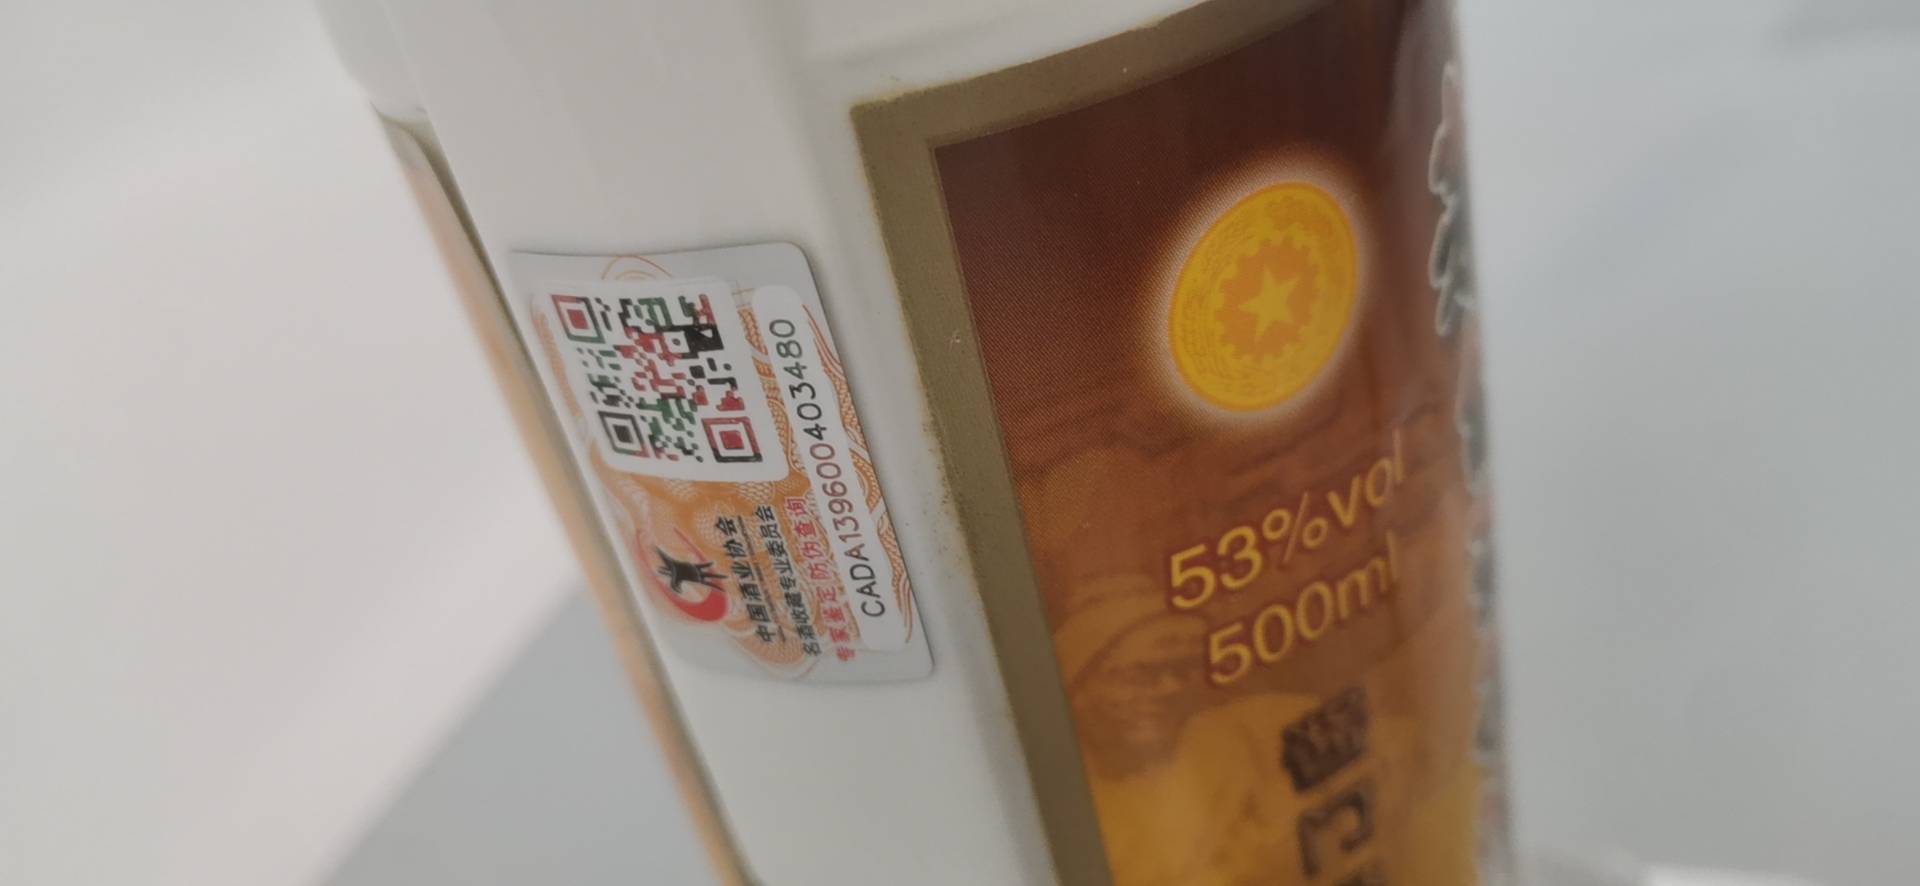 中国酒业协会
名酒收藏专业委员会
专家鉴定 防伪查询
CADA139600403480
53%vol
500ml